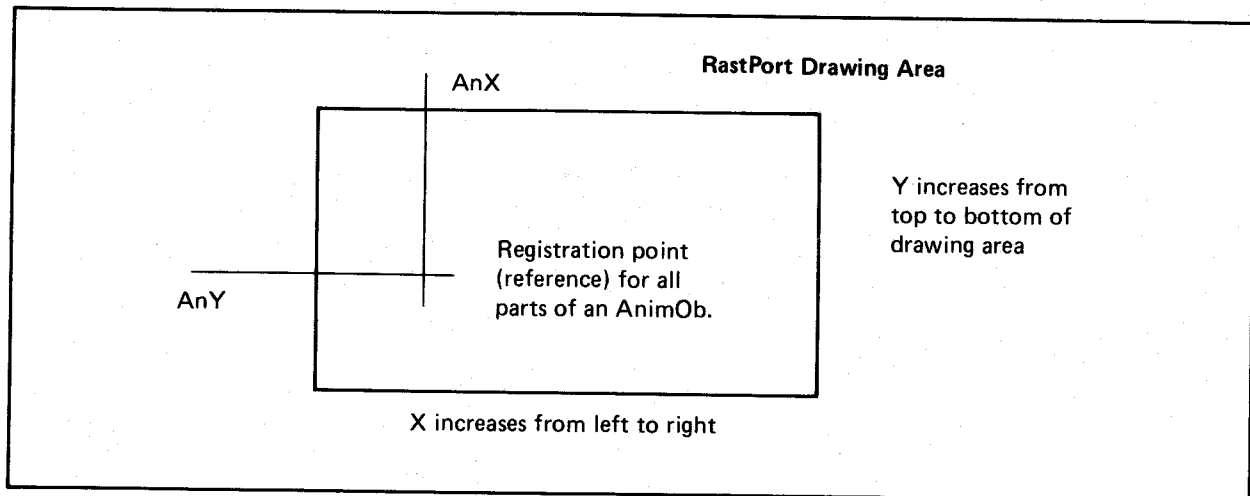 RastPort Drawing Area
AnX
Y increases from
top to bottom of
drawing area
Registration point
(reference) for all
parts of an AnimOb.
AnY
X increases from left to right